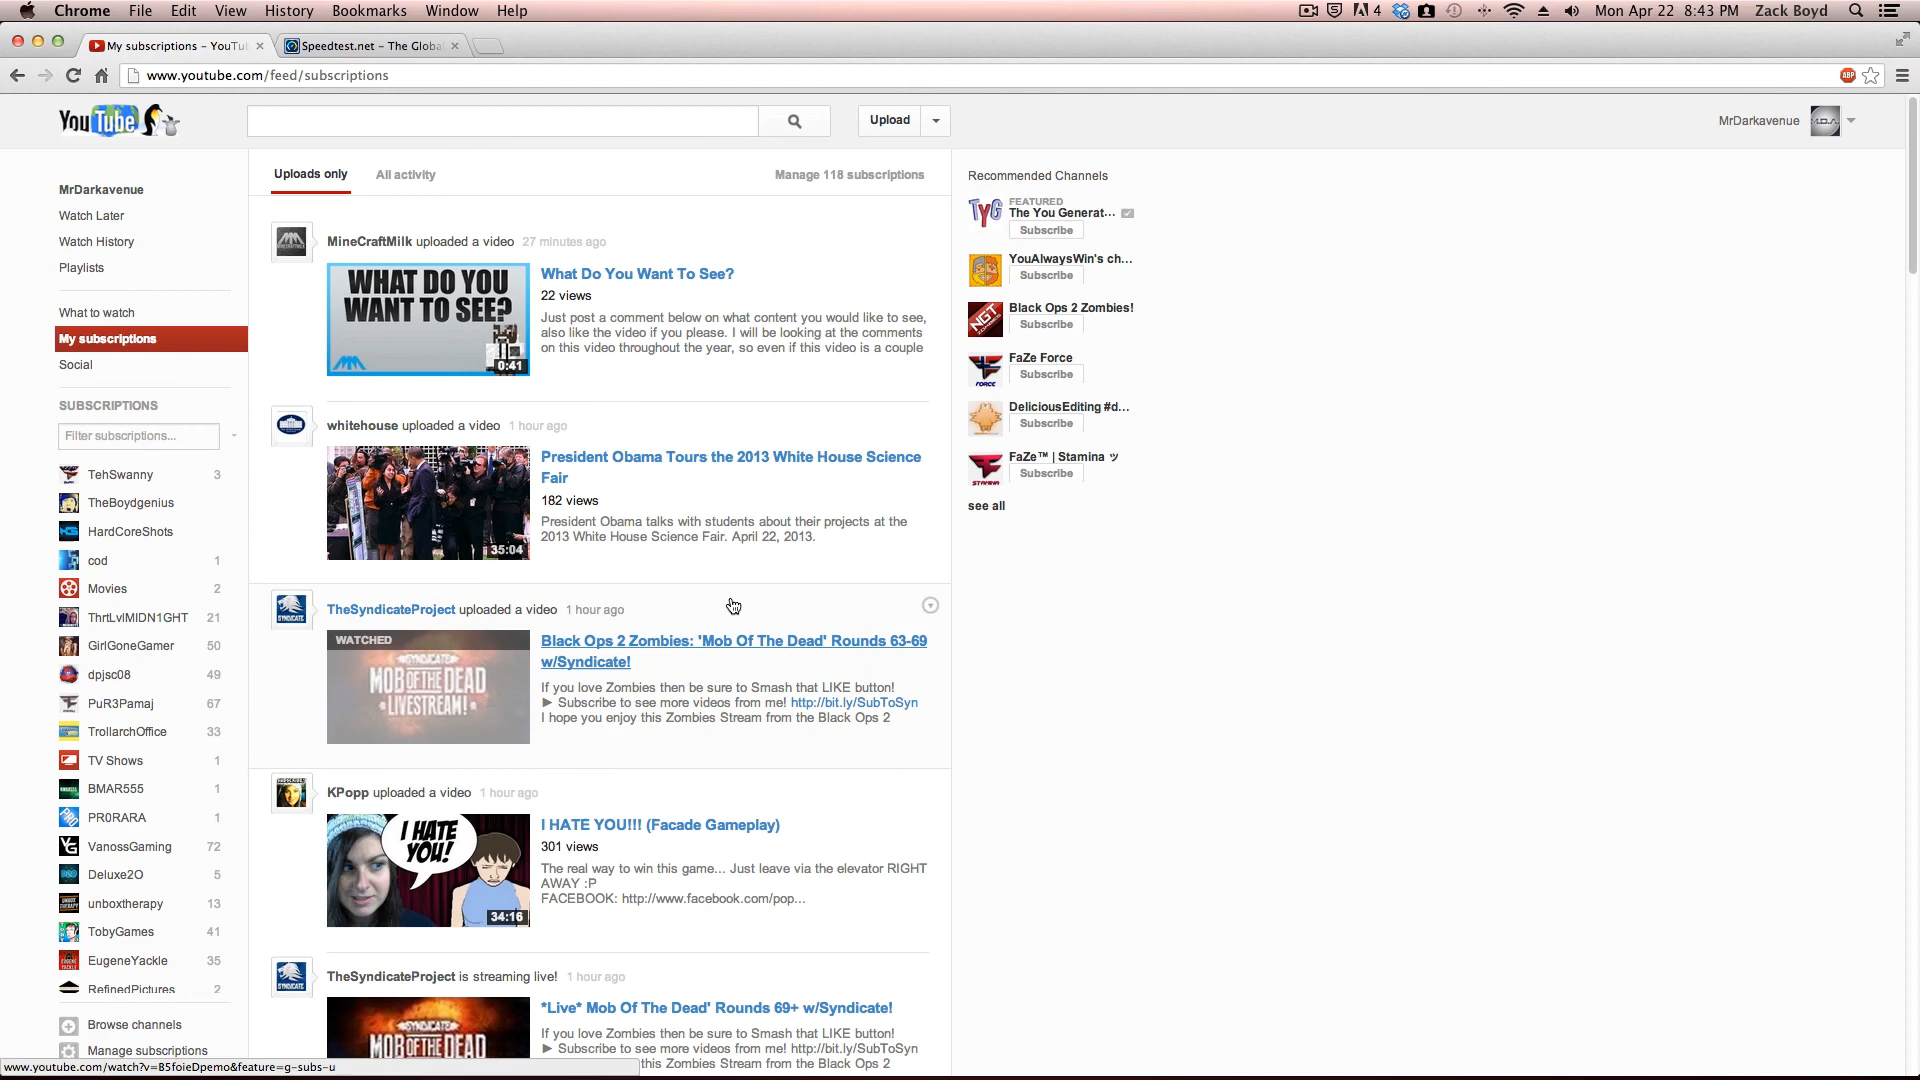 Chrome File Edit View History Bookmarks Window Help
4 Mon Apr 22 8:43 PM Zack Boyd
My subscriptions – YouTu
Speedtest.net – The Globa
www.youtube.com/feed/subscriptions
ABP
YouTube
Upload
MrDarkavenue
M.D.A.
MrDarkavenue
Watch Later
Watch History
Playlists
What to watch
My subscriptions
Social
SUBSCRIPTIONS
Filter subscriptions...
TehSwanny 3
TheBoydgenius
HardCoreShots
cod 1
Movies 2
ThrtLvlMIDN1GHT 21
GirlGoneGamer 50
dpjsc08 49
PuR3Pamaj 67
TrollarchOffice 33
TV Shows 1
BMAR555 1
PR0RARA 1
VanossGaming 72
Deluxe2O 5
unboxtherapy 13
TobyGames 41
EugeneYackle 35
RefinedPictures 2
Browse channels
Manage subscriptions
Uploads only
All activity
Manage 118 subscriptions
MineCraftMilk uploaded a video 27 minutes ago
WHAT DO YOU
WANT TO SEE?
0:41
What Do You Want To See?
22 views
Just post a comment below on what content you would like to see,
also like the video if you please. I will be looking at the comments
on this video throughout the year, so even if this video is a couple
whitehouse uploaded a video 1 hour ago
35:04
President Obama Tours the 2013 White House Science
Fair
182 views
President Obama talks with students about their projects at the
2013 White House Science Fair. April 22, 2013.
SYNDICATE
TheSyndicateProject uploaded a video 1 hour ago
WATCHED
SYNDICATE
MOB OF THE DEAD
LIVESTREAM!
Black Ops 2 Zombies: 'Mob Of The Dead' Rounds 63-69
w/Syndicate!
If you love Zombies then be sure to Smash that LIKE button!
► Subscribe to see more videos from me! http://bit.ly/SubToSyn
I hope you enjoy this Zombies Stream from the Black Ops 2
KPopp uploaded a video 1 hour ago
I HATE
YOU!
34:16
I HATE YOU!!! (Facade Gameplay)
301 views
The real way to win this game... Just leave via the elevator RIGHT
AWAY :P
FACEBOOK: http://www.facebook.com/pop...
SYNDICATE
TheSyndicateProject is streaming live! 1 hour ago
SYNDICATE
MOB OF THE DEAD
*Live* Mob Of The Dead' Rounds 69+ w/Syndicate!
If you love Zombies then be sure to Smash that LIKE button!
► Subscribe to see more videos from me! http://bit.ly/SubToSyn
this Zombies Stream from the Black Ops 2
Recommended Channels
TYG
FEATURED
The You Generat...
Subscribe
YouAlwaysWin's ch...
Subscribe
NGT
ZOMBIES
Black Ops 2 Zombies!
Subscribe
FORCE
FaZe Force
Subscribe
DeliciousEditing #d...
Subscribe
STAMINA
FaZe™ | Stamina ッ
Subscribe
see all
www.youtube.com/watch?v=B5foieDpemo&feature=g-subs-u